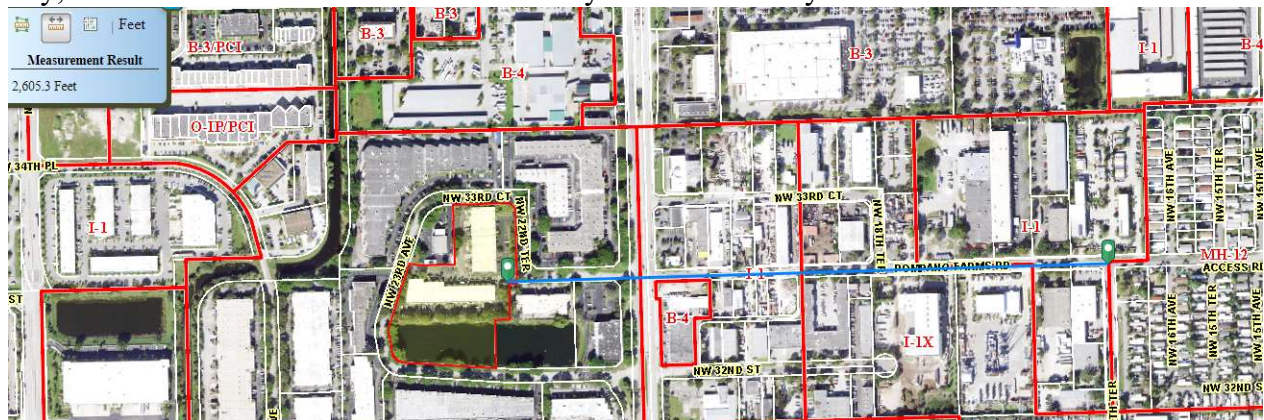 Feet
Measurement Result
2,605.3 Feet
B-3/PCI
B-3
B-3
B-4
B-3
I-1
B-4
O-IP/PCI
34TH PL
I-1
NW 33RD CT
NW 22ND TER
NW 23RD AVE
NW 33RD CT
NW 18TH TER
I-1
I-1
POMPANO FARMS RD
NW 16TH AVE
NW 15TH TER
NW 15TH AVE
MH-12
ACCESS RD
ST
B-4
I-1X
NW 32ND ST
NW 16TH AVE
NW 15TH TER
NW 15TH AVE
NW 32ND S
TH TER
VE